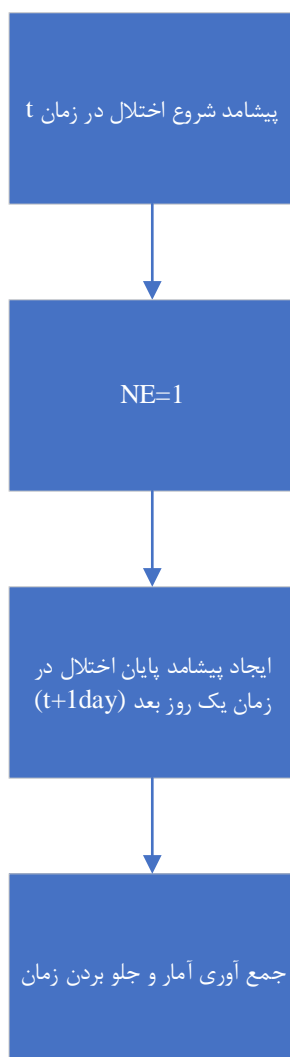 پیشامد شروع اختلال در زمان t
NE=1
ایجاد پیشامد پایان اختلال در
زمان یک روز بعد (t+1day)
جمع آوری آمار و جلو بردن زمان